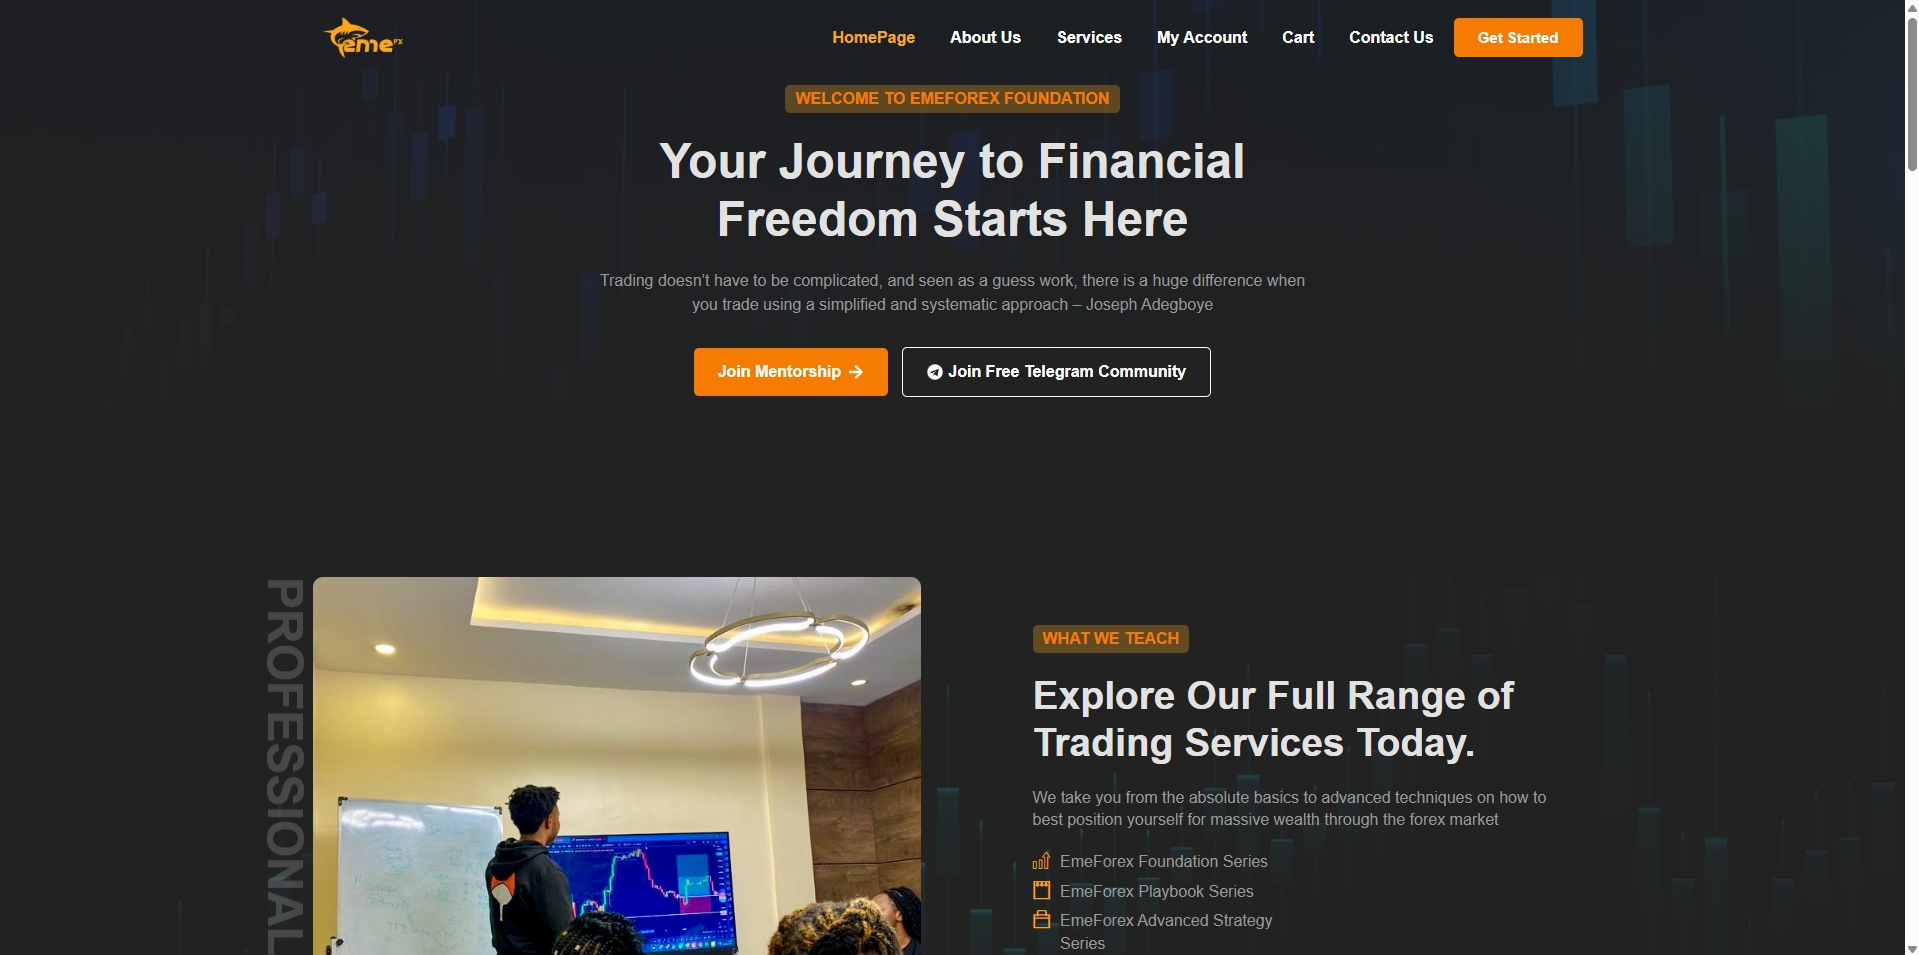 eme FX
HomePage
About Us
Services
My Account
Cart
Contact Us
Get Started
WELCOME TO EMEFOREX FOUNDATION
Your Journey to Financial
Freedom Starts Here
Trading doesn’t have to be complicated, and seen as a guess work, there is a huge difference when
you trade using a simplified and systematic approach – Joseph Adegboye
Join Mentorship
Join Free Telegram Community
PROFESSIONAL
WHAT WE TEACH
Explore Our Full Range of
Trading Services Today.
We take you from the absolute basics to advanced techniques on how to
best position yourself for massive wealth through the forex market
EmeForex Foundation Series
EmeForex Playbook Series
EmeForex Advanced Strategy
Series